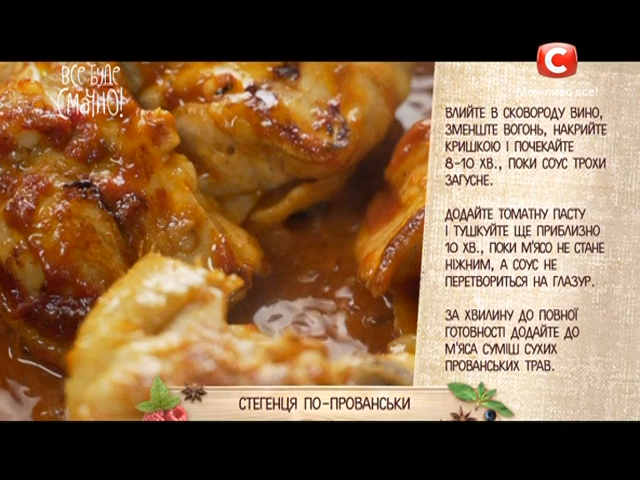 ВСЕ БУДЕ
СМАЧНО!
С
Можливо все!
ВЛИЙТЕ В СКОВОРОДУ ВИНО,
ЗМЕНШТЕ ВОГОНЬ, НАКРИЙТЕ
КРИШКОЮ І ПОЧЕКАЙТЕ
8-10 ХВ., ПОКИ СОУС ТРОХИ
ЗАГУСНЕ.
ДОДАЙТЕ ТОМАТНУ ПАСТУ
І ТУШКУЙТЕ ЩЕ ПРИБЛИЗНО
10 ХВ., ПОКИ М'ЯСО НЕ СТАНЕ
НІЖНИМ, А СОУС НЕ
ПЕРЕТВОРИТЬСЯ НА ГЛАЗУР.
ЗА ХВИЛИНУ ДО ПОВНОЇ
ГОТОВНОСТІ ДОДАЙТЕ ДО
М'ЯСА СУМІШ СУХИХ
ПРОВАНСЬКИХ ТРАВ.
СТЕГЕНЦЯ ПО-ПРОВАНСЬКИ